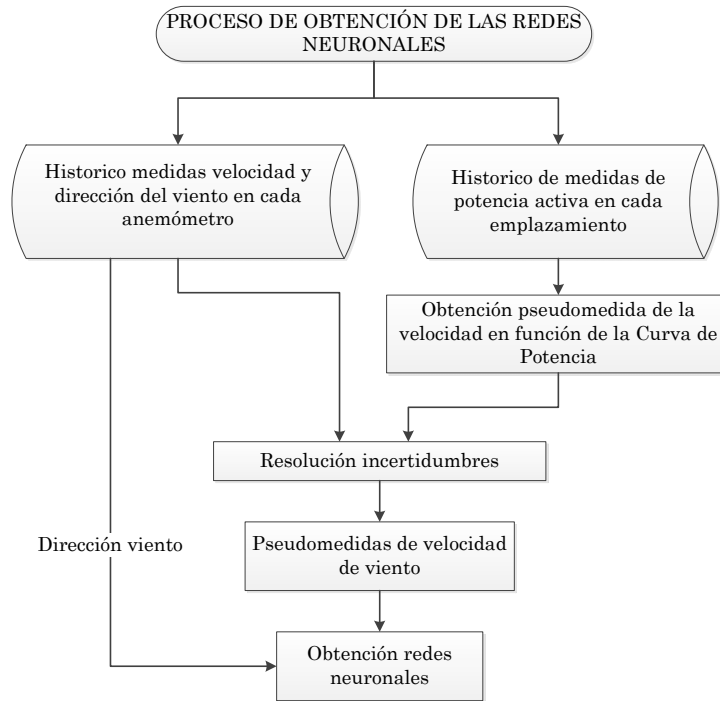 PROCESO DE OBTENCIÓN DE LAS REDES
NEURONALES
Historico medidas velocidad y
dirección del viento en cada
anemómetro
Historico de medidas de
potencia activa en cada
emplazamiento
Obtención pseudomedida de la
velocidad en función de la Curva de
Potencia
Resolución incertidumbres
Dirección viento
Pseudomedidas de velocidad
de viento
Obtención redes
neuronales